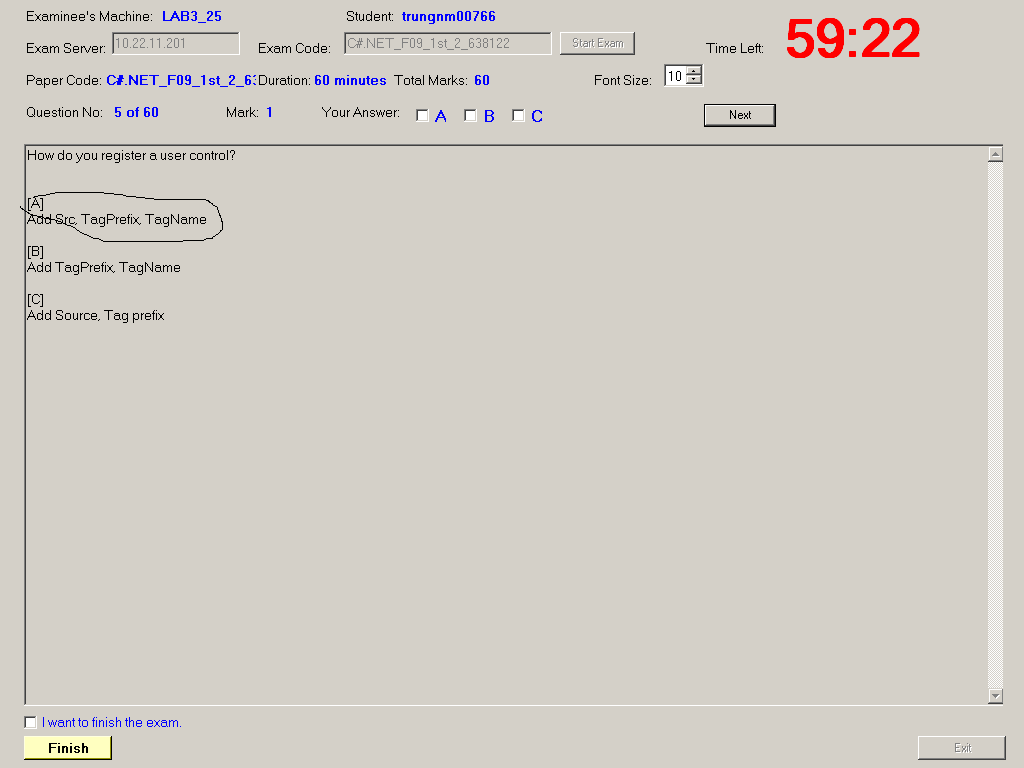 Examinee's Machine: LAB3_25 Student: trungnm00766
Exam Server: 10.22.11.201 Exam Code: C#.NET_F09_1st_2_638122 Start Exam Time Left: 59:22
Paper Code: C#.NET_F09_1st_2_63 Duration: 60 minutes Total Marks: 60 Font Size: 10
Question No: 5 of 60 Mark: 1 Your Answer: A B C Next
How do you register a user control?
[A]
Add Src, TagPrefix, TagName
[B]
Add TagPrefix, TagName
[C]
Add Source, Tag prefix
I want to finish the exam.
Finish Exit